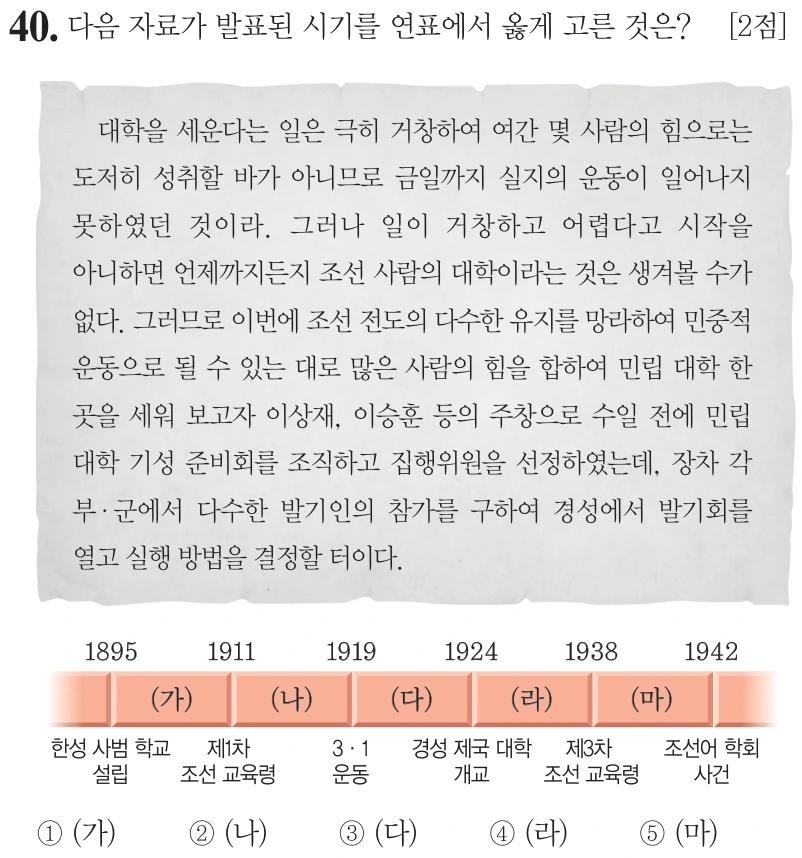 40. 다음 자료가 발표된 시기를 연표에서 옳게 고른 것은? [2점]
대학을 세운다는 일은 극히 거창하여 여간 몇 사람의 힘으로는
도저히 성취할 바가 아니므로 금일까지 실지의 운동이 일어나지
못하였던 것이라. 그러나 일이 거창하고 어렵다고 시작을
아니하면 언제까지든지 조선 사람의 대학이라는 것은 생겨볼 수가
없다. 그러므로 이번에 조선 전도의 다수한 유지를 망라하여 민중적
운동으로 될 수 있는 대로 많은 사람의 힘을 합하여 민립 대학 한
곳을 세워 보고자 이상재, 이승훈 등의 주창으로 수일 전에 민립
대학 기성 준비회를 조직하고 집행위원을 선정하였는데, 장차 각
부·군에서 다수한 발기인의 참가를 구하여 경성에서 발기회를
열고 실행 방법을 결정할 터이다.
1895 1911 1919 1924 1938 1942
(가) (나) (다) (라) (마)
한성 사범 학교 제1차 3·1 경성 제국 대학 제3차 조선어 학회
설립 조선 교육령 운동 개교 조선 교육령 사건
① (가) ② (나) ③ (다) ④ (라) ⑤ (마)